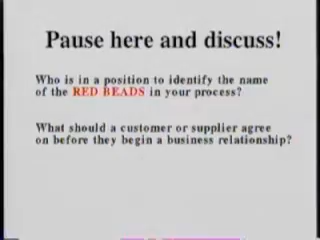 Pause here and discuss!
Who is in a position to identify the name
of the RED BEADS in your process?
What should a customer or supplier agree
on before they begin a business relationship?